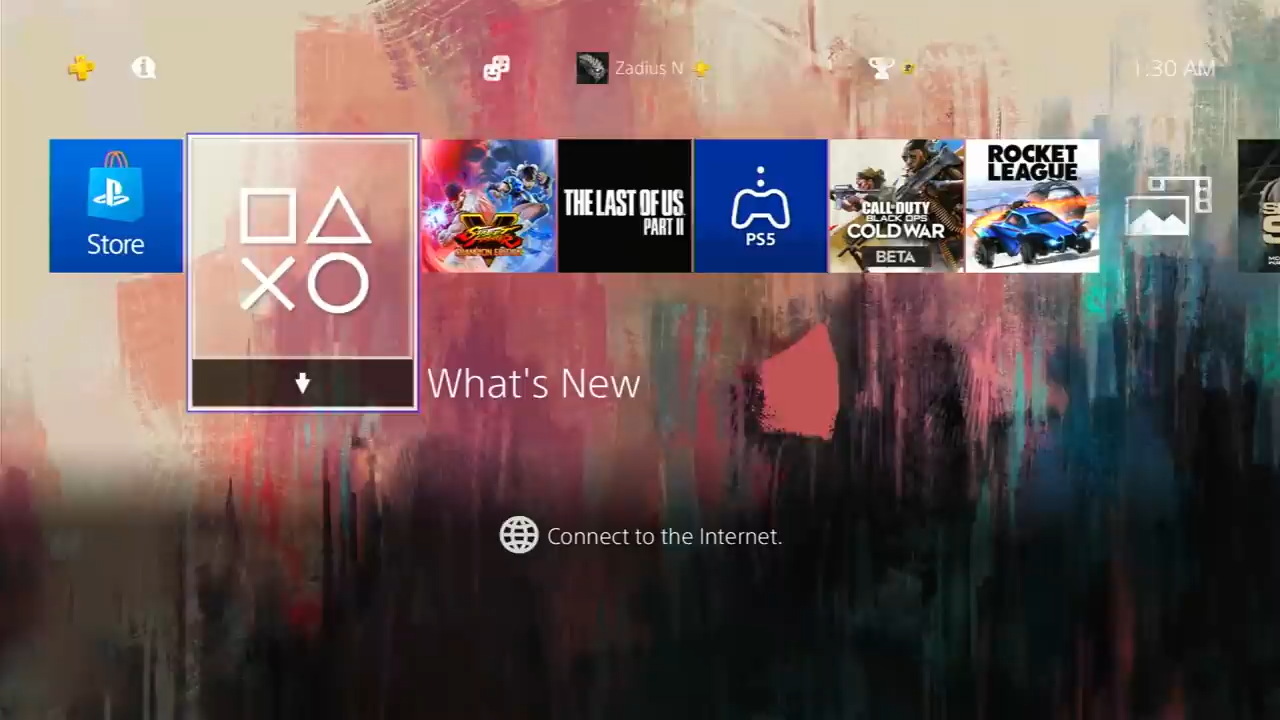 Zadius N
1:30 AM
Store
STREET FIGHTER
V
CHAMPION EDITION
THE LAST OF US
PART II
PS5
CALL OF DUTY
BLACK OPS
COLD WAR
BETA
ROCKET
LEAGUE
What's New
Connect to the Internet.